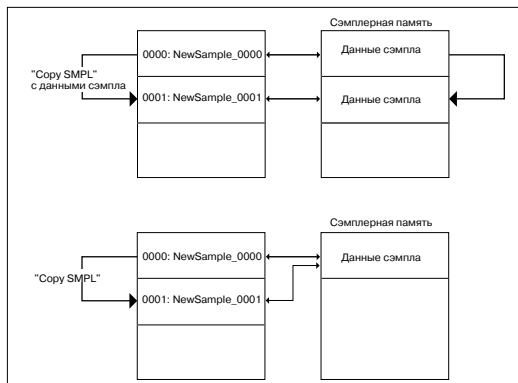 Сэмплерная память
0000: NewSample_0000
Данные сэмпла
"Copy SMPL"
с данными сэмпла
0001: NewSample_0001
Данные сэмпла
Сэмплерная память
0000: NewSample_0000
Данные сэмпла
"Copy SMPL"
0001: NewSample_0001